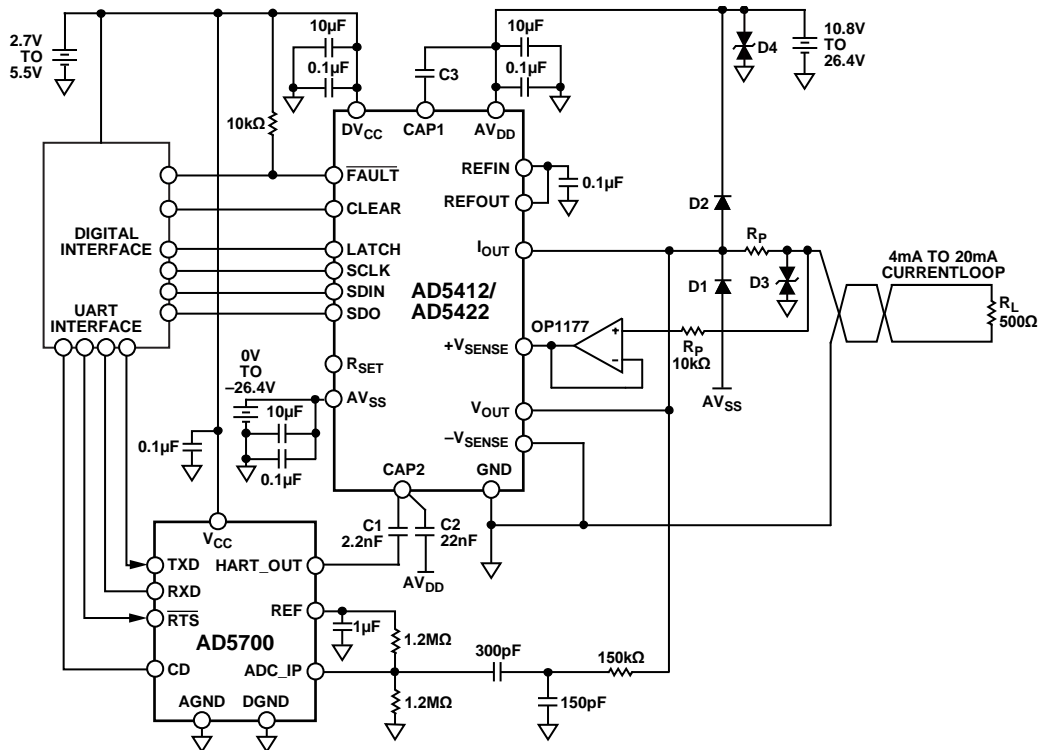 2.7V
TO
5.5V
10µF
0.1µF
C3
10µF
0.1µF
D4
10.8V
TO
26.4V
10kΩ
DVCC
CAP1
AVDD
DIGITAL
INTERFACE
UART
INTERFACE
FAULT
CLEAR
LATCH
SCLK
SDIN
SDO
RSET
AVSS
CAP2
GND
AD5412/
AD5422
REFIN
REFOUT
IOUT
+VSENSE
VOUT
–VSENSE
0.1µF
D2
D1
RP
D3
4mA TO 20mA
CURRENTLOOP
RL
500Ω
OP1177
+
–
RP
10kΩ
AVSS
0V
TO
–26.4V
10µF
0.1µF
0.1µF
C1
2.2nF
C2
22nF
AVDD
VCC
TXD
RXD
RTS
CD
HART_OUT
REF
ADC_IP
AD5700
AGND
DGND
1µF
1.2MΩ
1.2MΩ
300pF
150kΩ
150pF